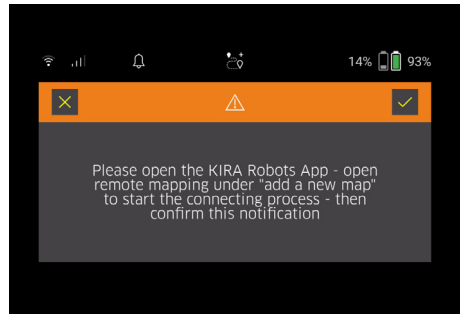 14% 93%
Please open the KIRA Robots App - open
remote mapping under "add a new map"
to start the connecting process - then
confirm this notification